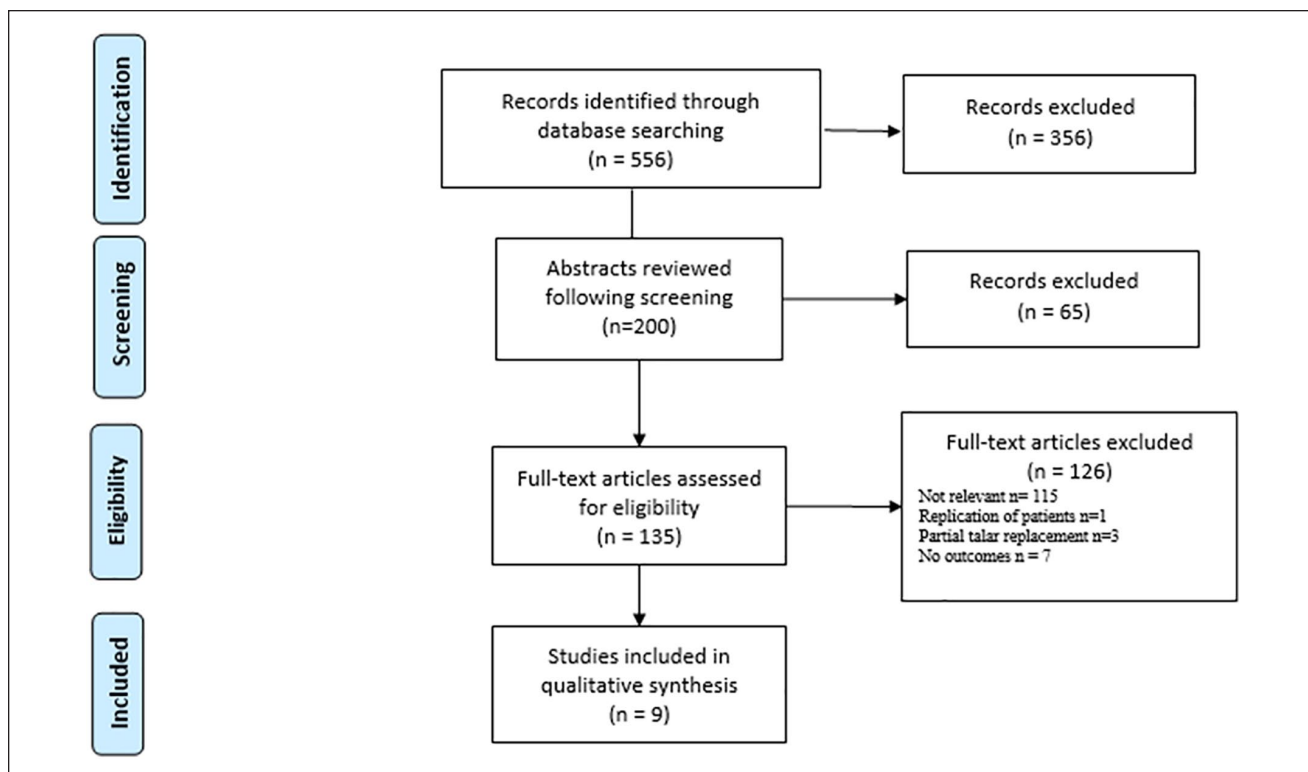 Identification
Records identified through
database searching
(n = 556)
Records excluded
(n = 356)
Screening
Abstracts reviewed
following screening
(n=200)
Records excluded
(n = 65)
Eligibility
Full-text articles assessed
for eligibility
(n = 135)
Full-text articles excluded
(n = 126)
Not relevant n= 115
Replication of patients n=1
Partial talar replacement n=3
No outcomes n = 7
Included
Studies included in
qualitative synthesis
(n = 9)